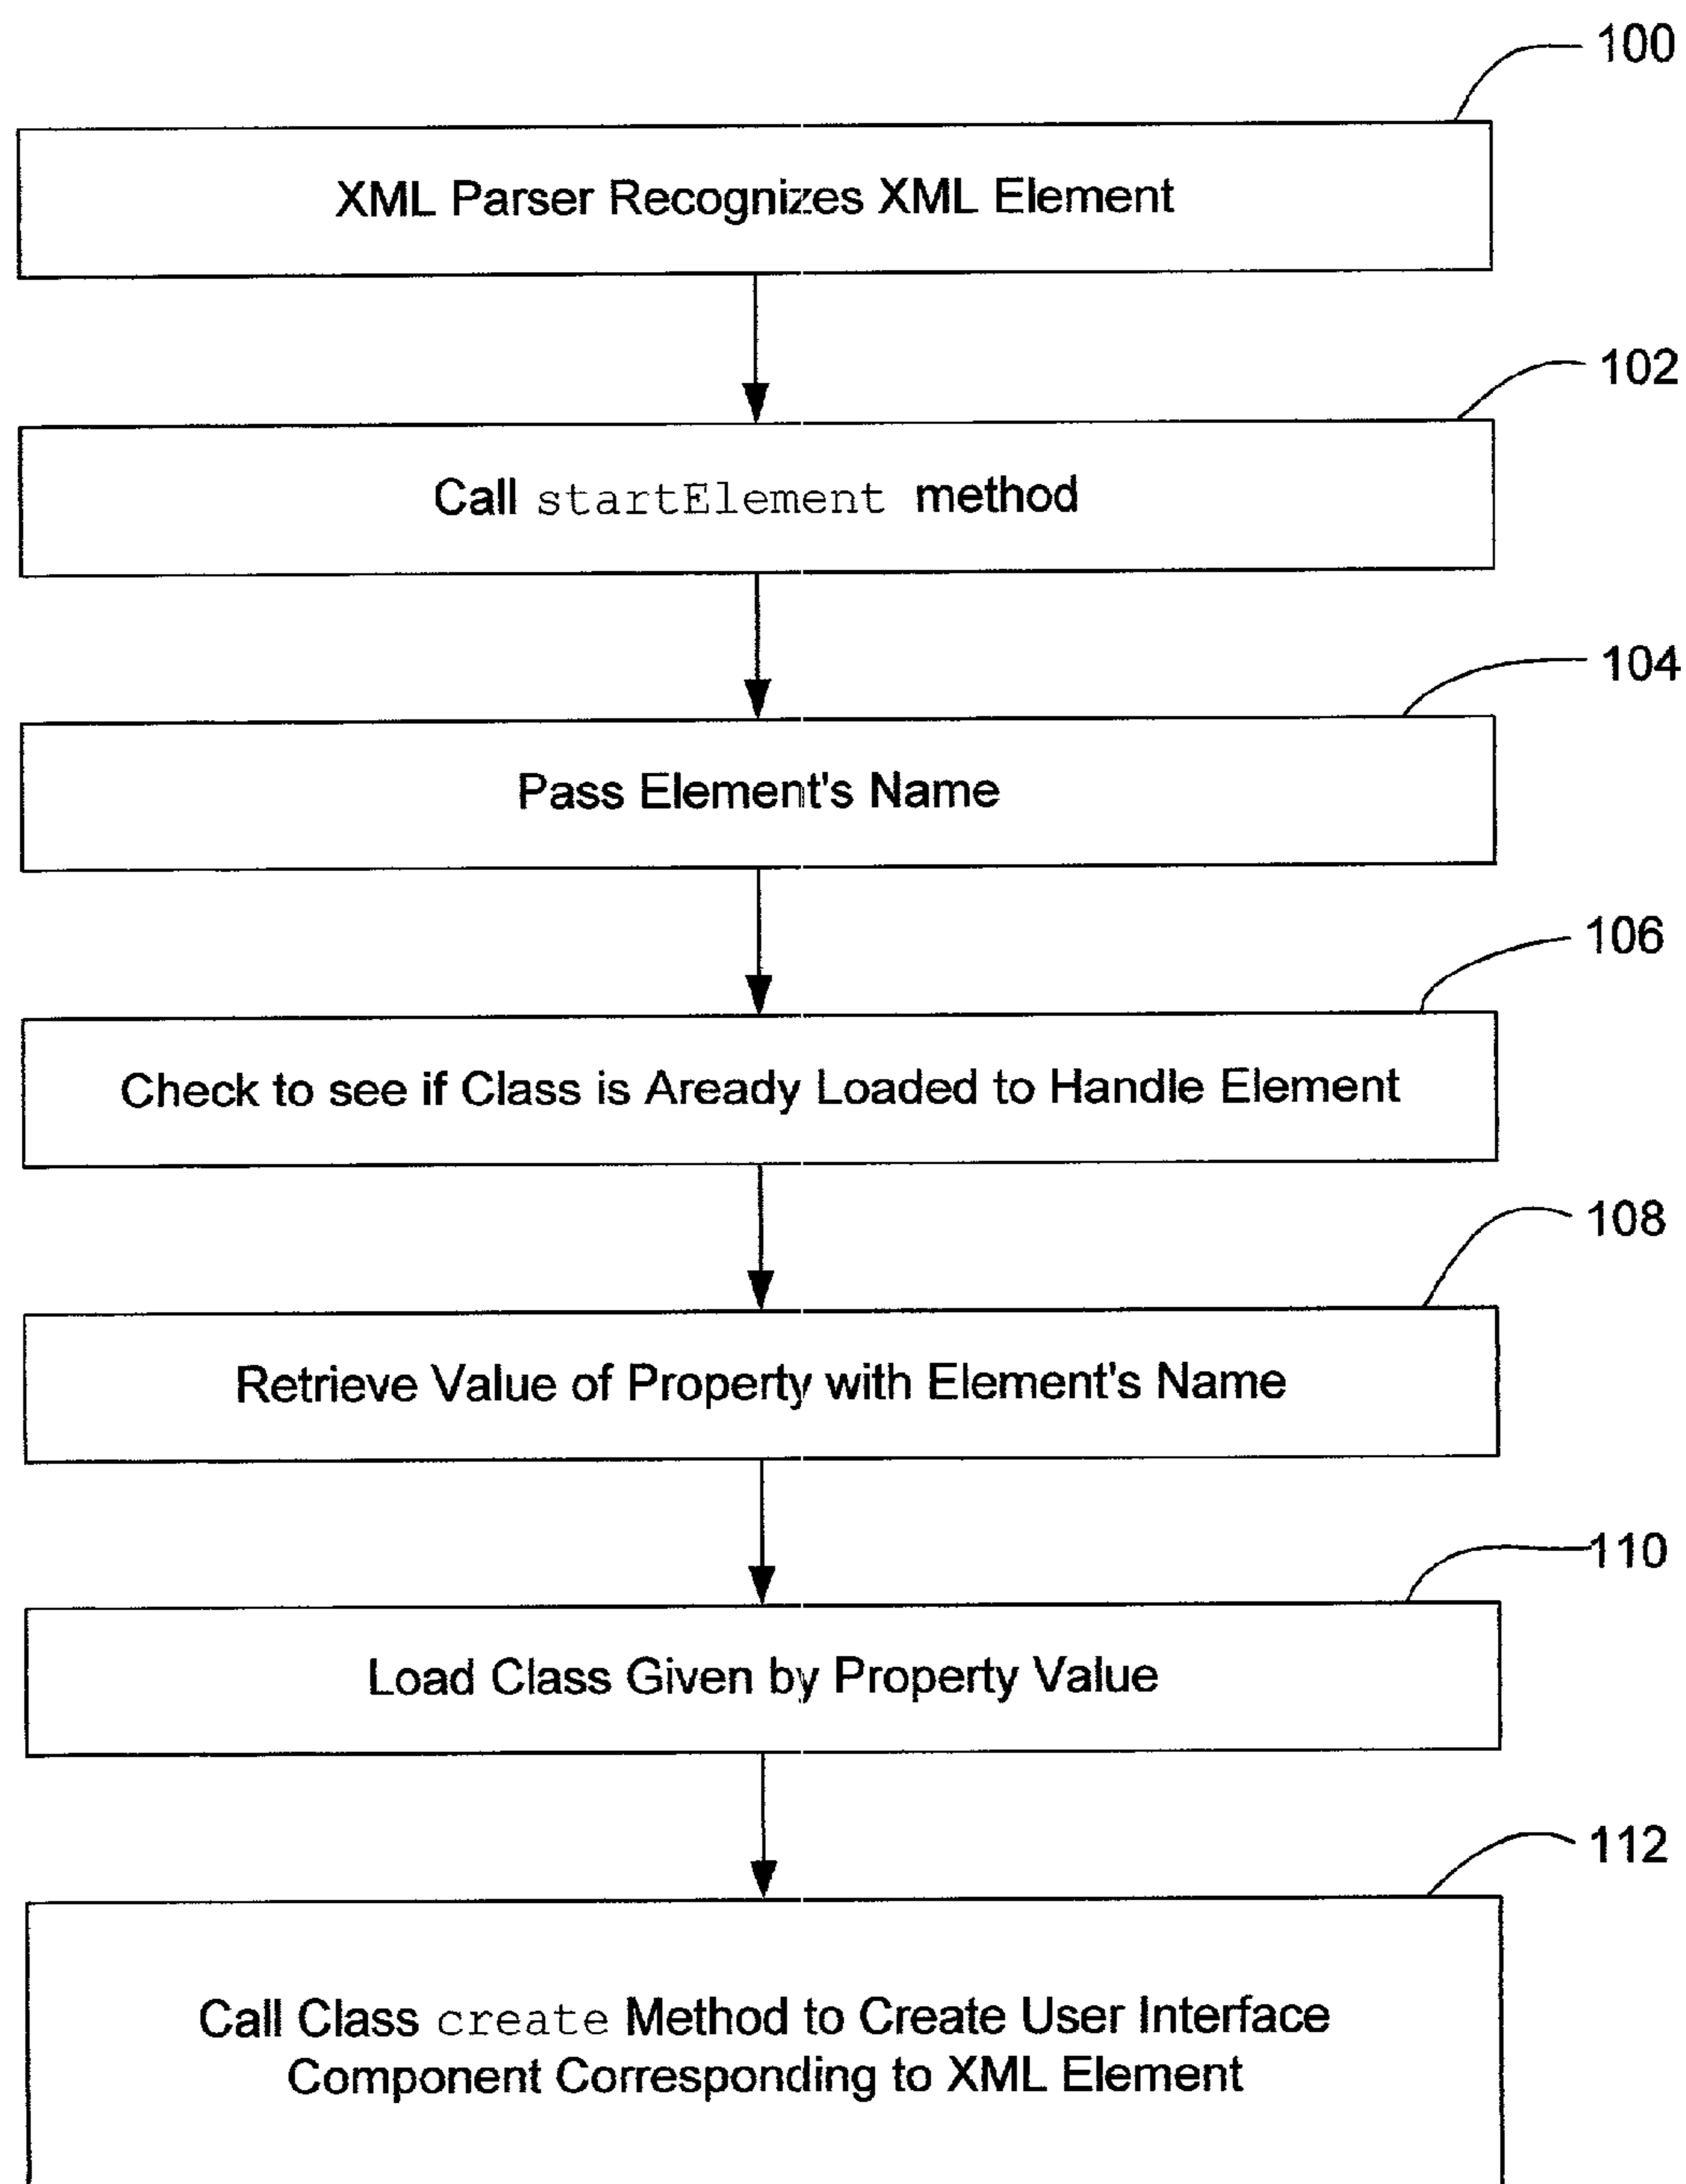 100
XML Parser Recognizes XML Element
102
Call startElement method
104
Pass Element's Name
106
Check to see if Class is Aready Loaded to Handle Element
108
Retrieve Value of Property with Element's Name
110
Load Class Given by Property Value
112
Call Class create Method to Create User Interface
Component Corresponding to XML Element